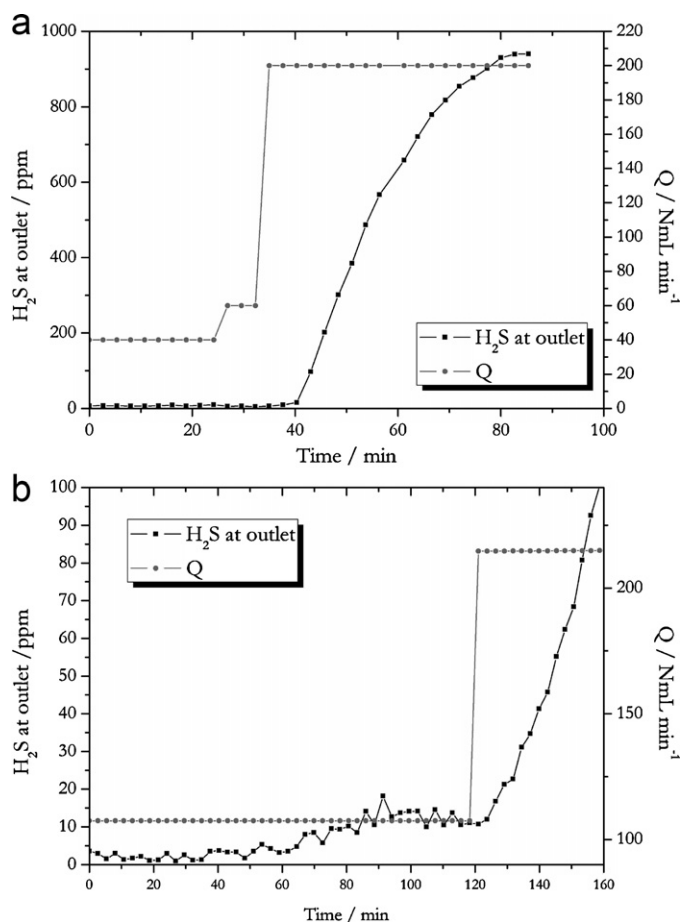 a
1000
800
600
400
200
0
H₂S at outlet / ppm
220
200
180
160
140
120
100
80
60
40
20
0
Q / NmL min⁻¹
H₂S at outlet
Q
0 20 40 60 80 100
Time / min
b
100
90
80
70
60
50
40
30
20
10
0
H₂S at outlet /ppm
200
150
100
Q / NmL min⁻¹
H₂S at outlet
Q
0 20 40 60 80 100 120 140 160
Time / min